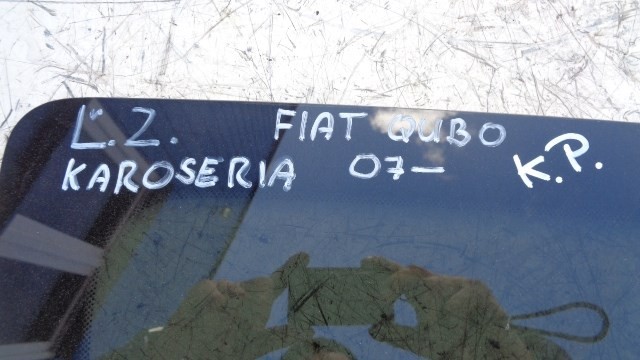 Ľ.Z. FIAT QUBO
KAROSERIA 07-
K.P.